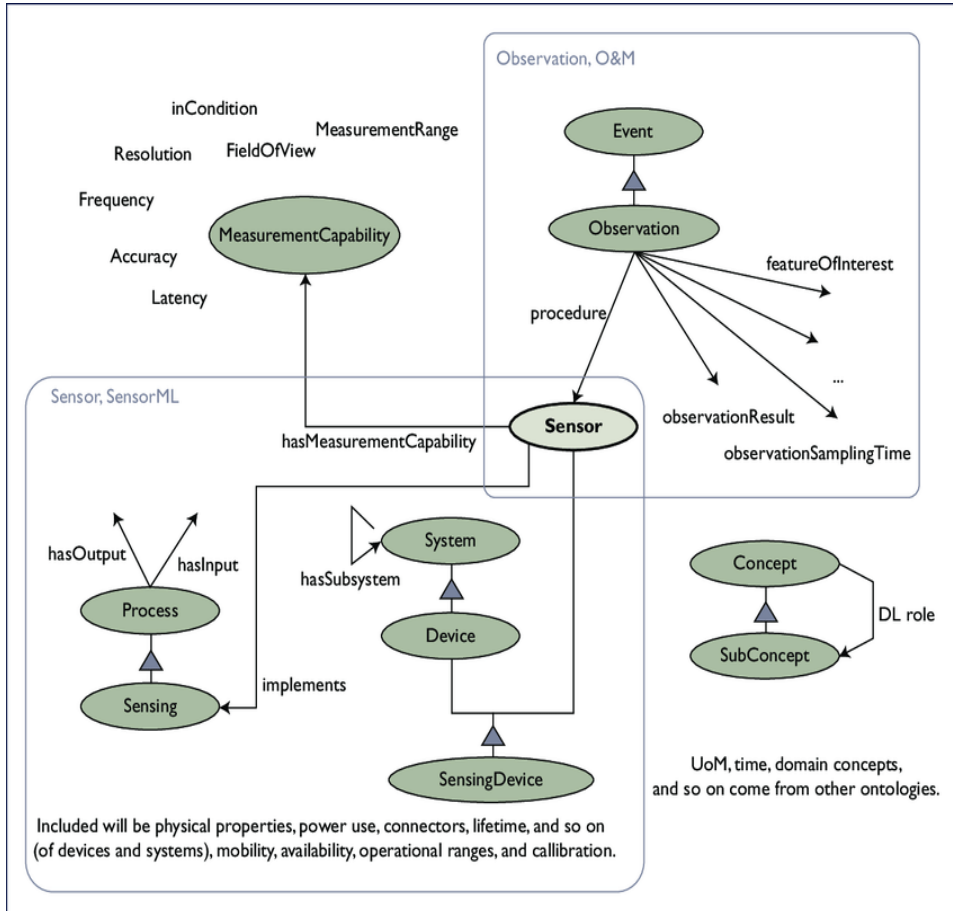 Observation, O&M
inCondition
MeasurementRange
Event
Resolution
FieldOfView
Frequency
MeasurementCapability
Observation
Accuracy
featureOfInterest
Latency
procedure
...
Sensor, SensorML
observationResult
Sensor
hasMeasurementCapability
observationSamplingTime
hasOutput
hasInput
System
hasSubsystem
Concept
Process
Device
DL role
SubConcept
implements
Sensing
SensingDevice
UoM, time, domain concepts,
and so on come from other ontologies.
Included will be physical properties, power use, connectors, lifetime, and so on
(of devices and systems), mobility, availability, operational ranges, and callibration.